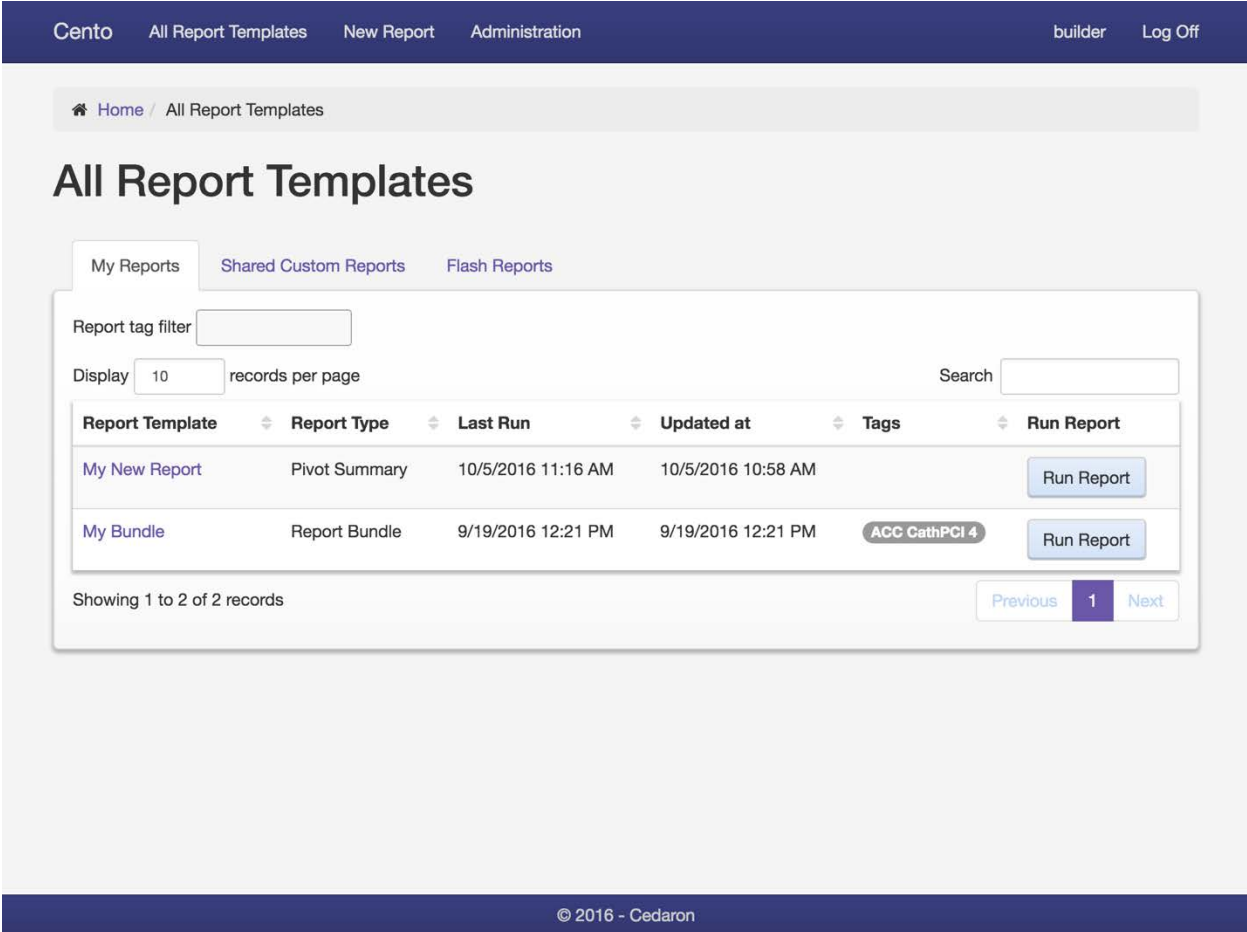 Cento All Report Templates New Report Administration builder Log Off
Home / All Report Templates
All Report Templates
My Reports Shared Custom Reports Flash Reports
Report tag filter
Display 10 records per page Search
Report Template Report Type Last Run Updated at Tags Run Report
My New Report Pivot Summary 10/5/2016 11:16 AM 10/5/2016 10:58 AM Run Report
My Bundle Report Bundle 9/19/2016 12:21 PM 9/19/2016 12:21 PM ACC CathPCI 4 Run Report
Showing 1 to 2 of 2 records Previous 1 Next
© 2016 - Cedaron